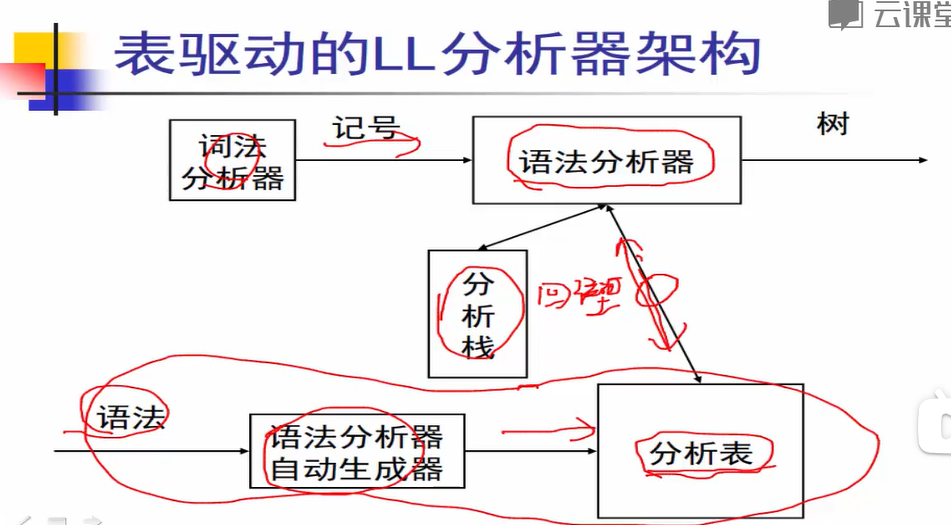 云课堂
表驱动的LL分析器架构
词法
分析器
记号
语法分析器
树
分
析
栈
回溯
语法
语法分析器
自动生成器
分析表